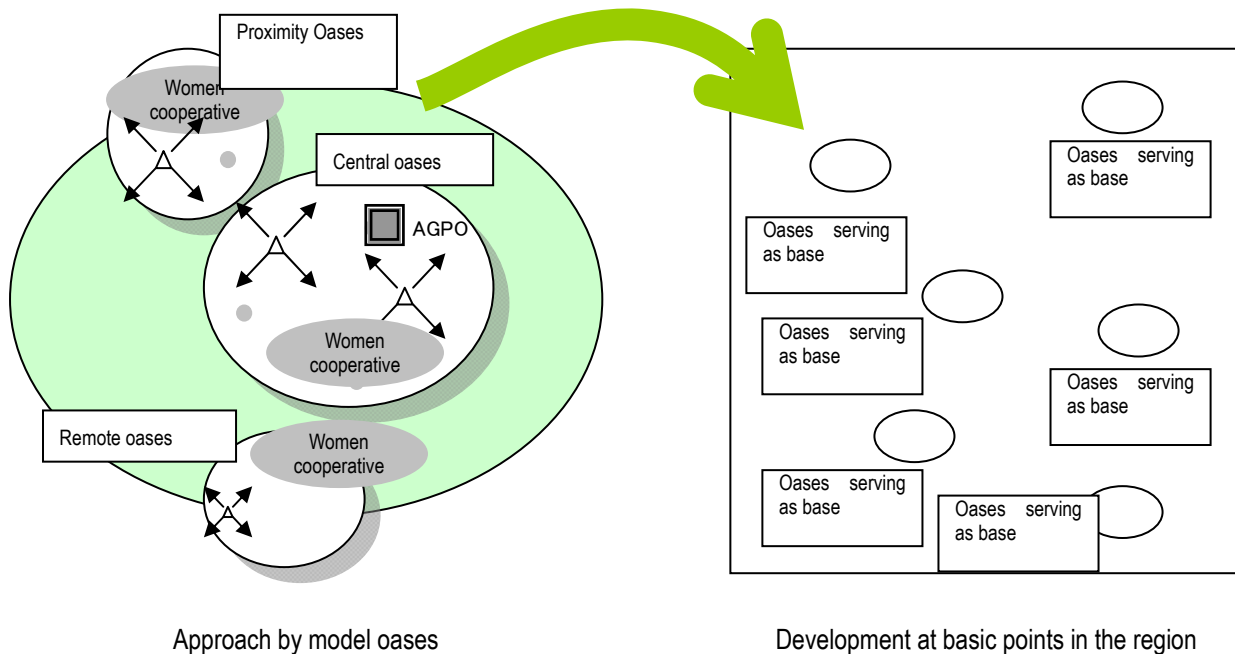 Proximity Oases
Women
cooperative
Central oases
AGPO
Women
cooperative
Remote oases
Women
cooperative
Approach by model oases
Oases serving
as base
Oases serving
as base
Oases serving
as base
Oases serving
as base
Oases serving
as base
Oases serving
as base
Development at basic points in the region